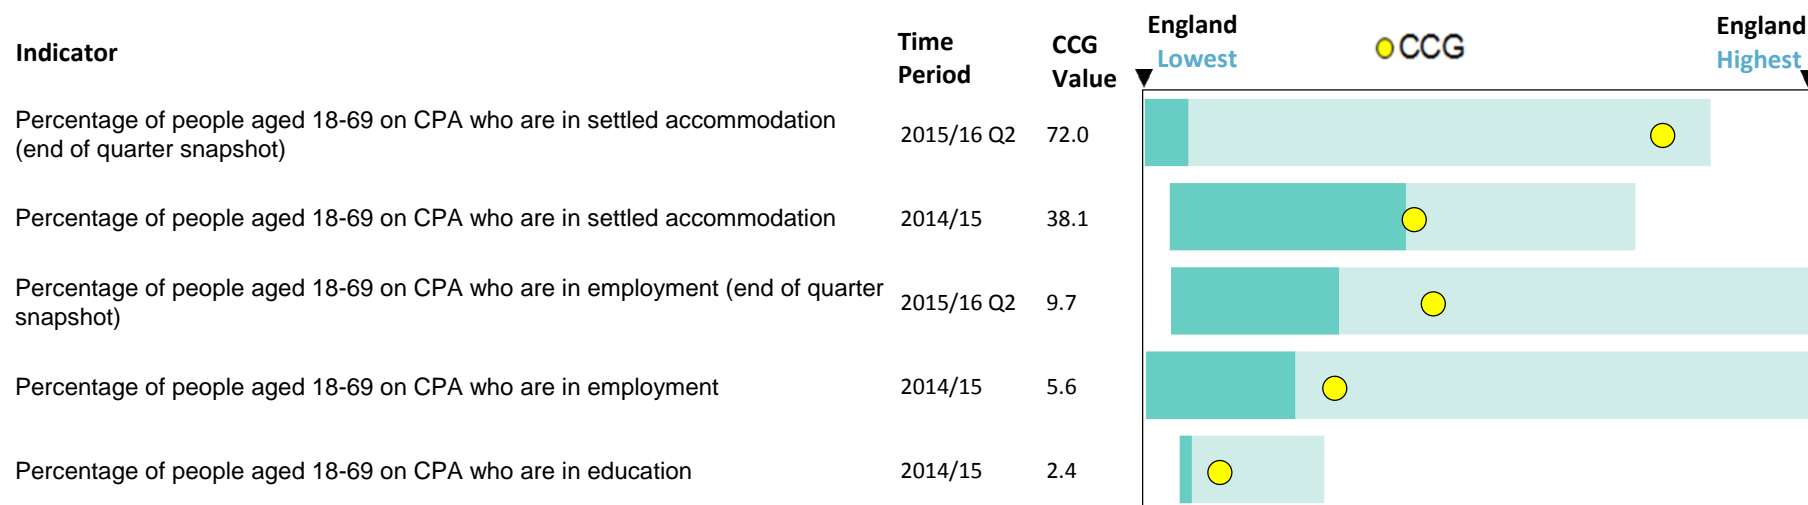 Indicator
Time Period
CCG Value
England Lowest
CCG
England Highest
Percentage of people aged 18-69 on CPA who are in settled accommodation
(end of quarter snapshot)
2015/16 Q2
72.0
Percentage of people aged 18-69 on CPA who are in settled accommodation
2014/15
38.1
Percentage of people aged 18-69 on CPA who are in employment (end of quarter
snapshot)
2015/16 Q2
9.7
Percentage of people aged 18-69 on CPA who are in employment
2014/15
5.6
Percentage of people aged 18-69 on CPA who are in education
2014/15
2.4